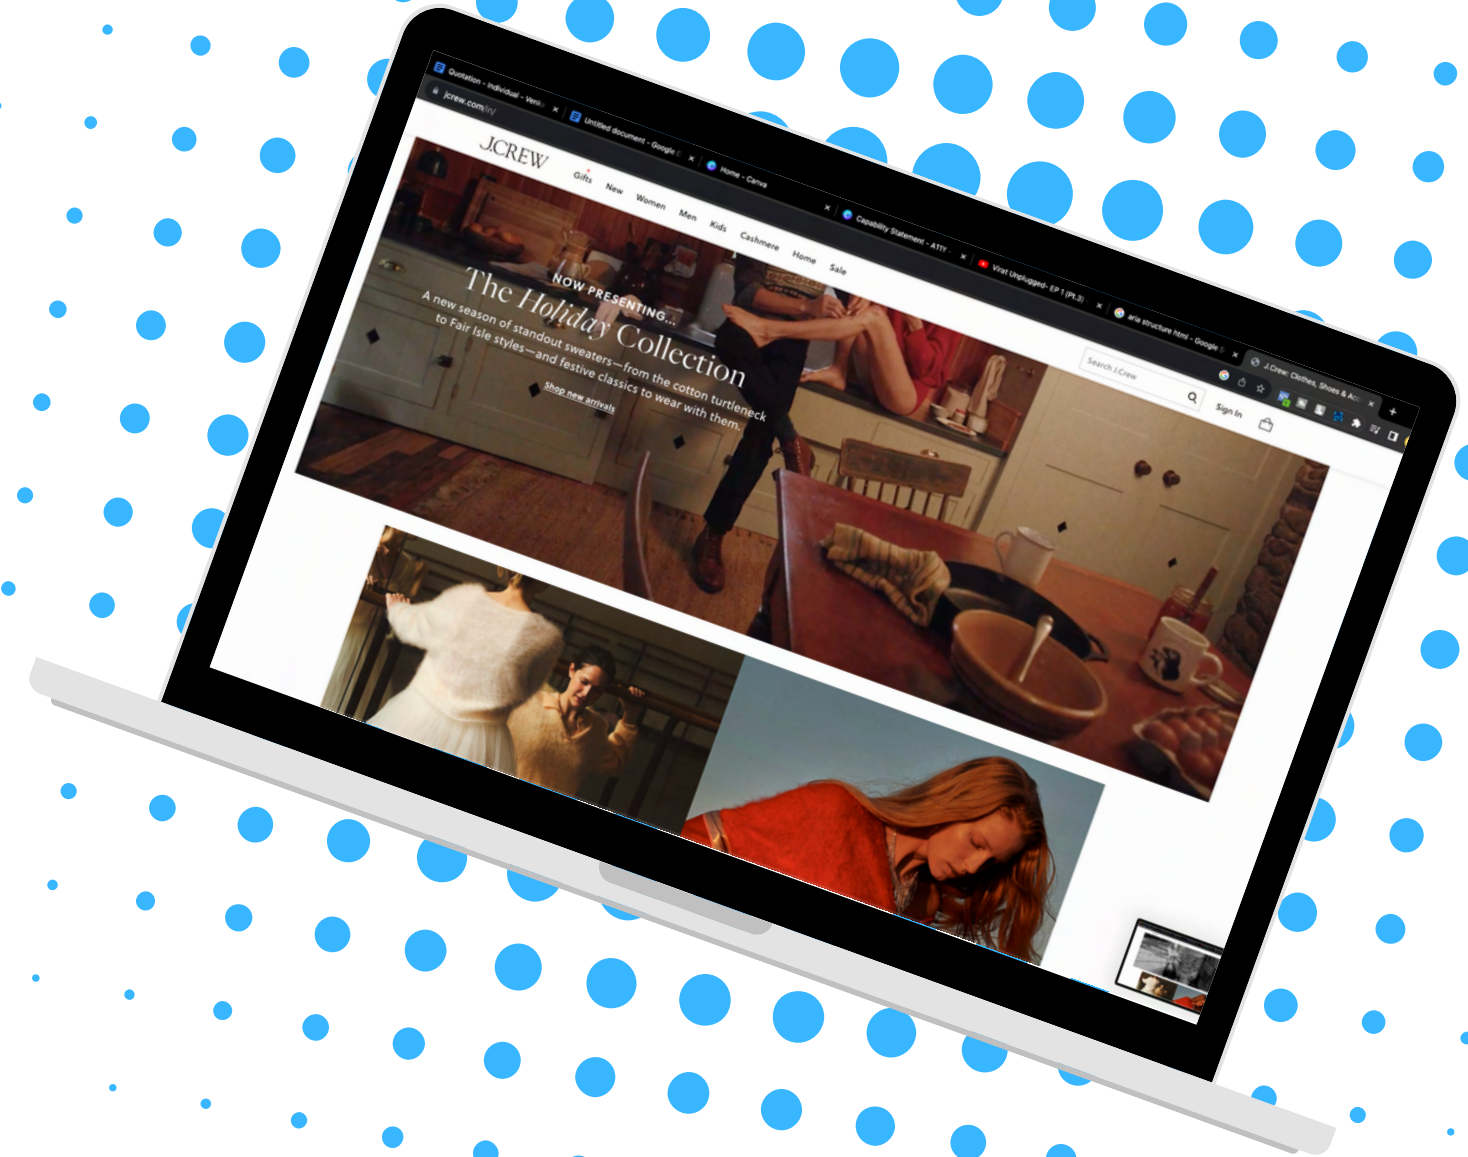 Quotation - Individual - Venk
Untitled document - Google D
Home - Canva
Capability Statement - A11Y
Virat Unplugged- EP 1 (Pt.3)
aria structure html - Google S
J.Crew: Clothes, Shoes & Acc
jcrew.com/in/
J.CREW
Gifts
New
Women
Men
Kids
Cashmere
Home
Sale
Search J.Crew
Sign In
NOW PRESENTING...
The Holiday Collection
A new season of standout sweaters—from the cotton turtleneck
to Fair Isle styles—and festive classics to wear with them.
Shop new arrivals